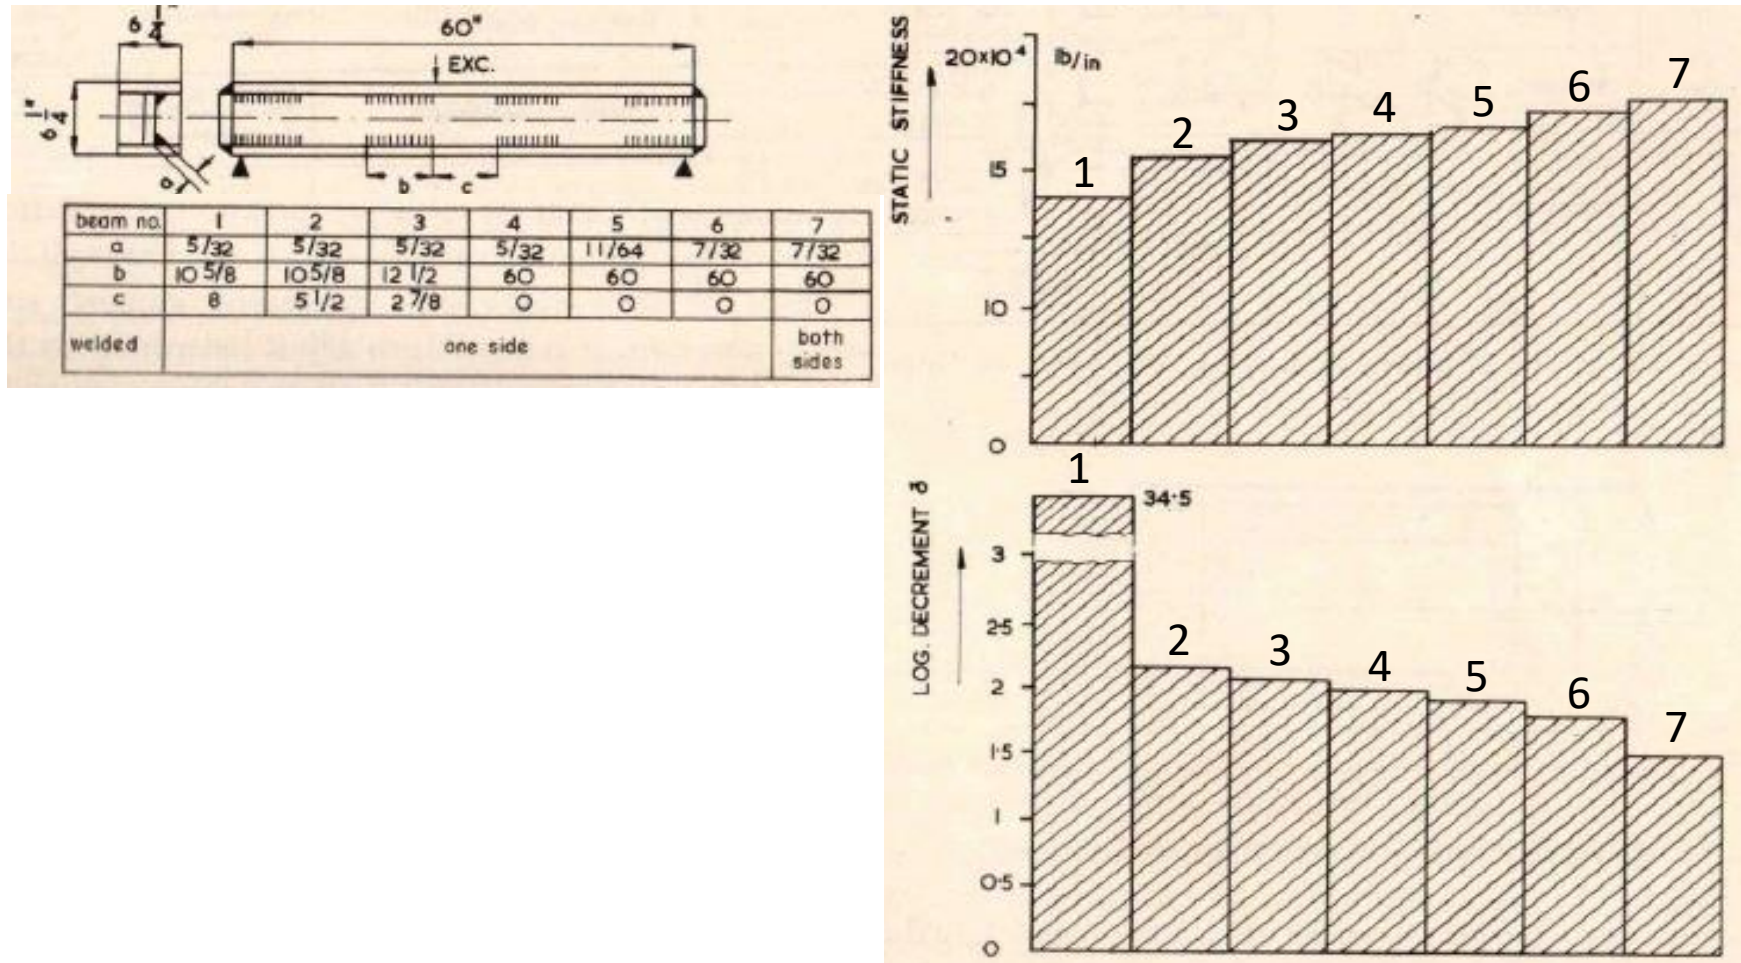 6 1/4"
60"
EXC.
6 1/4"
a
b
c
beam no. 1 2 3 4 5 6 7
a 5/32 5/32 5/32 5/32 11/64 7/32 7/32
b 10 5/8 10 5/8 12 1/2 60 60 60 60
c 8 5 1/2 2 7/8 0 0 0 0
welded one side both sides
STATIC STIFFNESS
20×10⁴ lb/in
15
10
0
1 2 3 4 5 6 7
LOG. DECREMENT δ
34·5
3
2·5
2
1·5
1
0·5
0
1 2 3 4 5 6 7